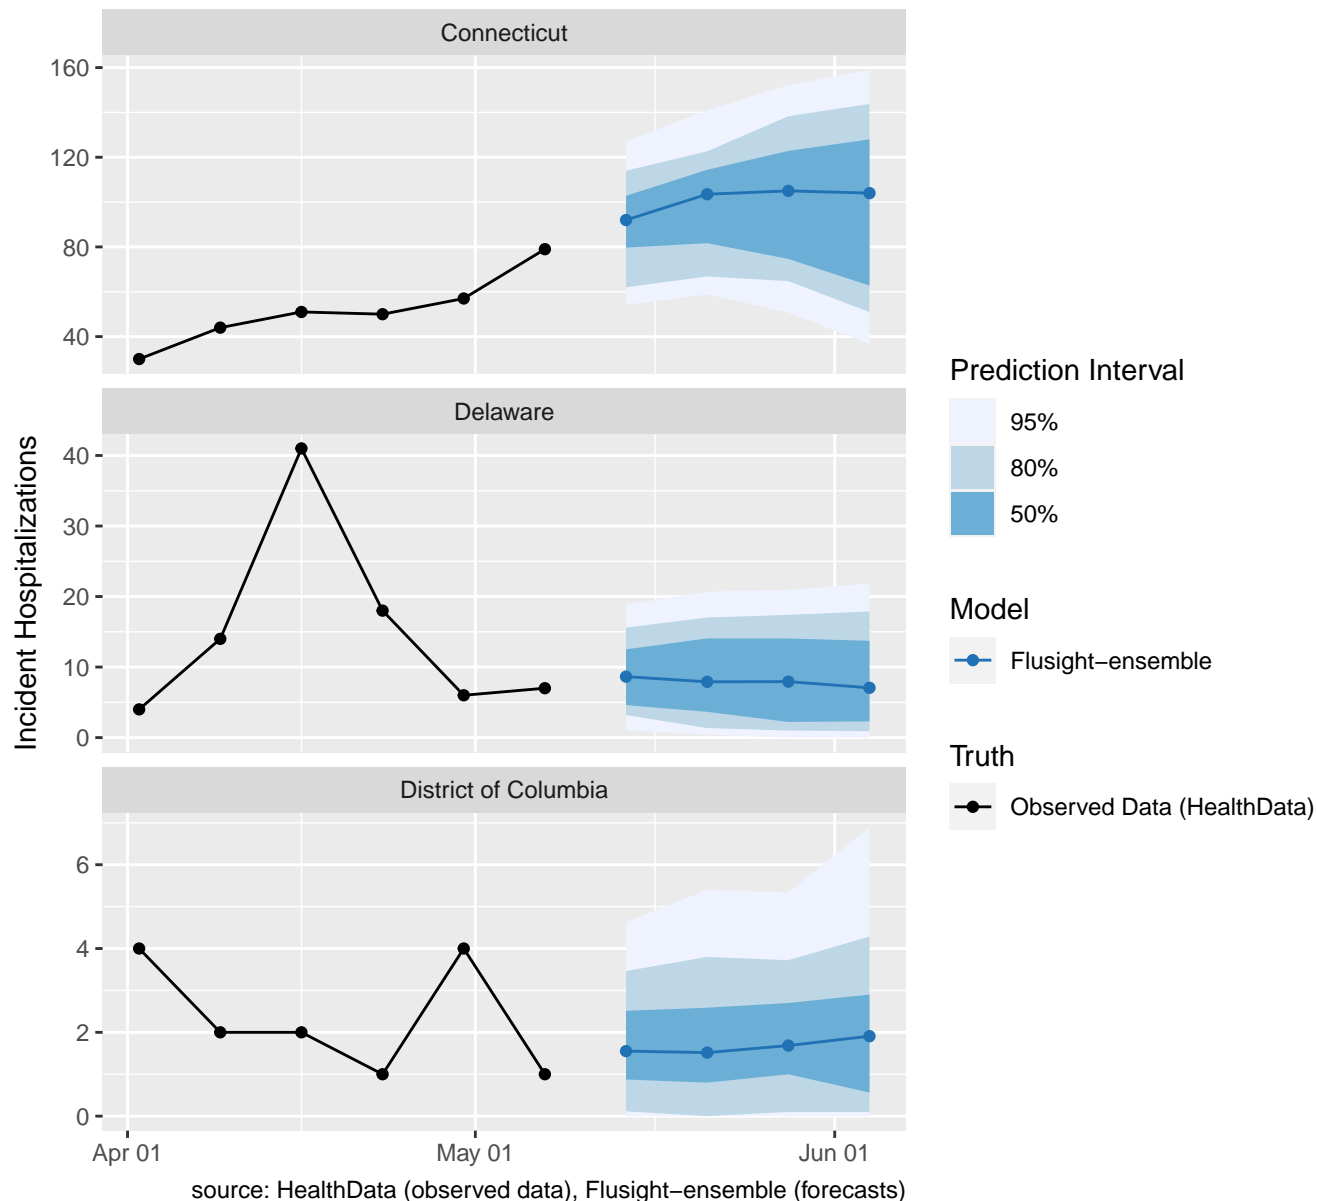 Connecticut
160
120
80
40
Delaware
40
30
20
10
0
District of Columbia
6
4
2
0
Apr 01
May 01
Jun 01
Incident Hospitalizations
source: HealthData (observed data), Flusight−ensemble (forecasts)
Prediction Interval
95%
80%
50%
Model
Flusight−ensemble
Truth
Observed Data (HealthData)